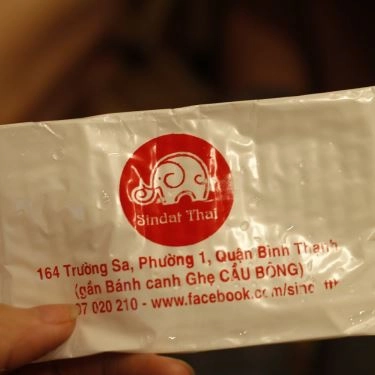 Sindat Thai
164 Trường Sa, Phường 1, Quận Bình Thạnh
(gần Bánh canh Ghẹ CẦU BÔNG)
07 020 210 - www.facebook.com/sind